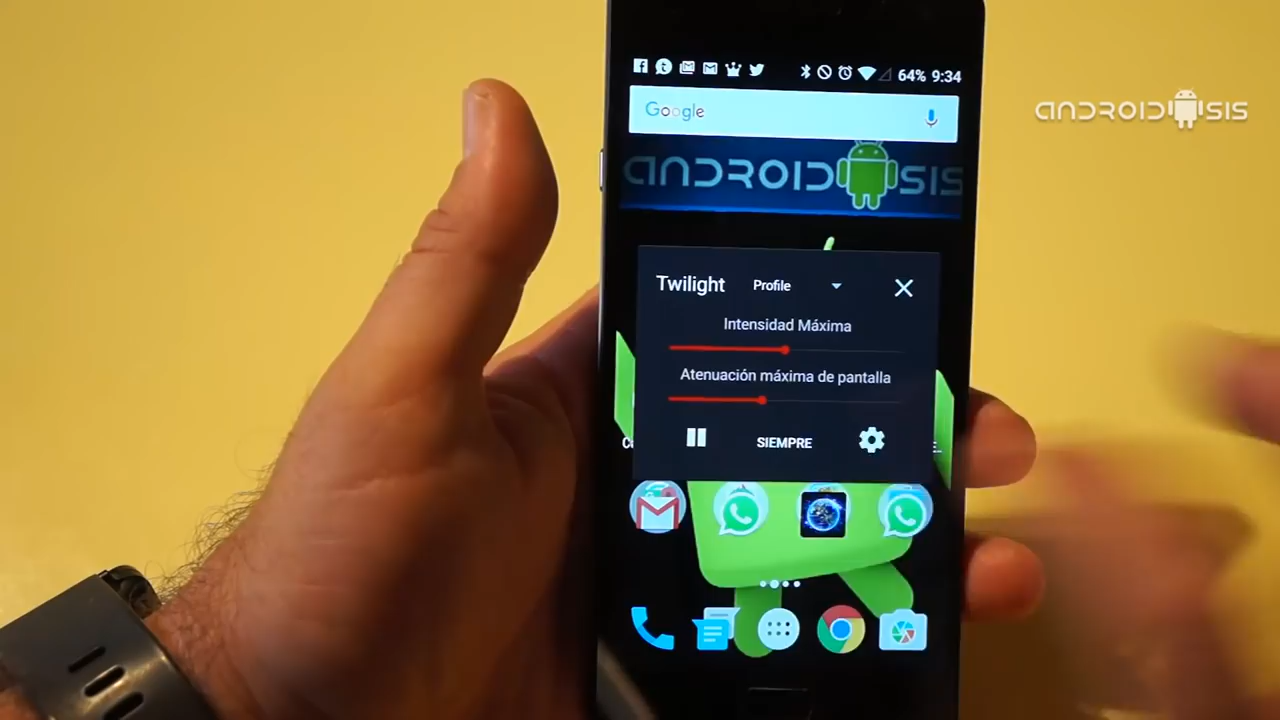 64% 9:34
Google
ANDROIDSIS
ANDROIDSIS
Twilight Profile
Intensidad Máxima
Atenuación máxima de pantalla
SIEMPRE